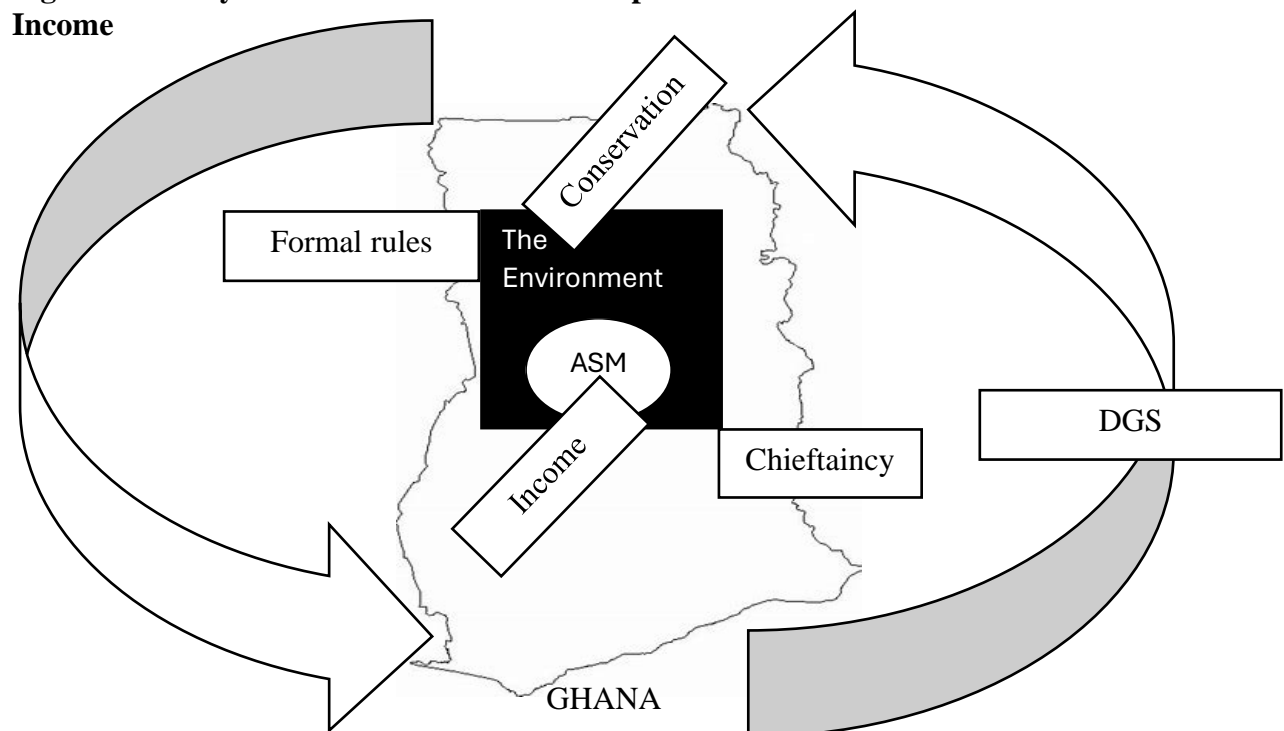 Income
Conservation
Formal rules
The
Environment
ASM
DGS
Income
Chieftaincy
GHANA